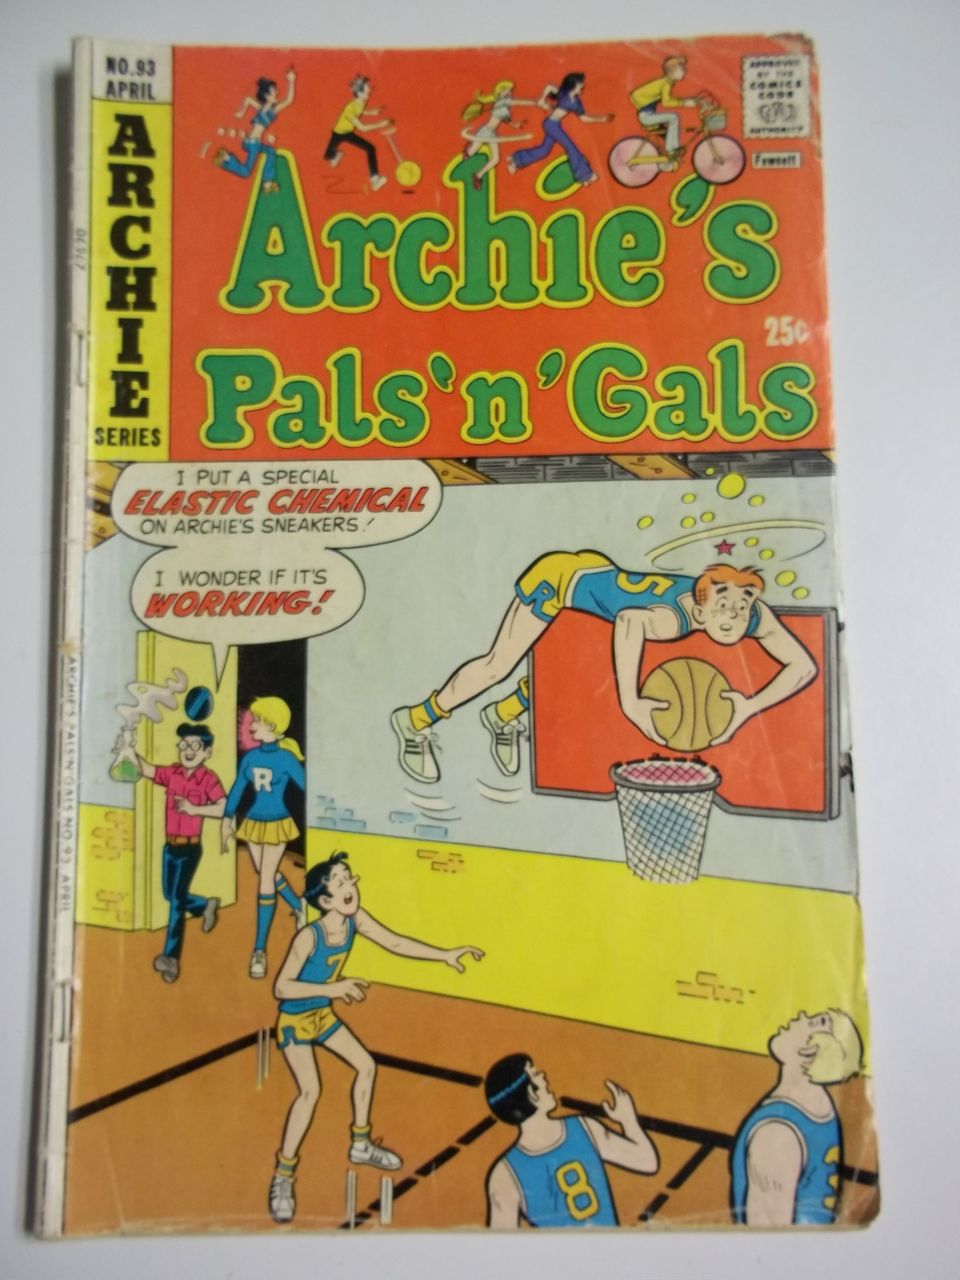 NO.93
APRIL
ARCHIE
SERIES
APPROVED
BY THE
COMICS
CODE
AUTHORITY
Fawcett
Archie's
25¢
Pals 'n' Gals
I PUT A SPECIAL
ELASTIC CHEMICAL
ON ARCHIE'S SNEAKERS!
I WONDER IF IT'S
WORKING!
R
R
5
7
8
ARCHIE'S PALS 'N' GALS NO. 93 APRIL